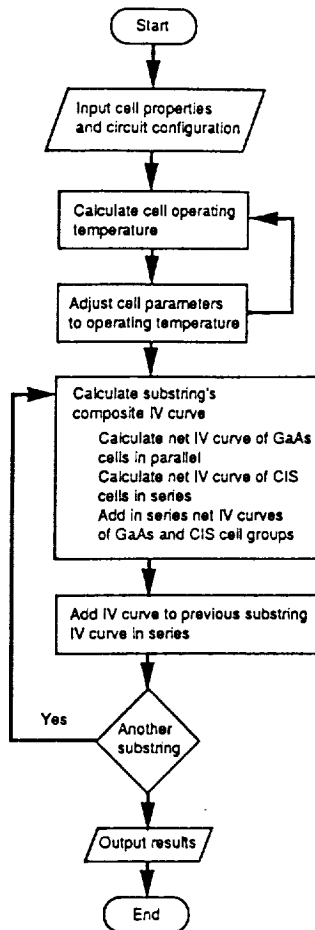 Start
Input cell properties
and circuit configuration
Calculate cell operating
temperature
Adjust cell parameters
to operating temperature
Calculate substring's
composite IV curve
Calculate net IV curve of GaAs
cells in parallel
Calculate net IV curve of CIS
cells in series
Add in series net IV curves
of GaAs and CIS cell groups
Add IV curve to previous substring
IV curve in series
Yes
Another
substring
Output results
End